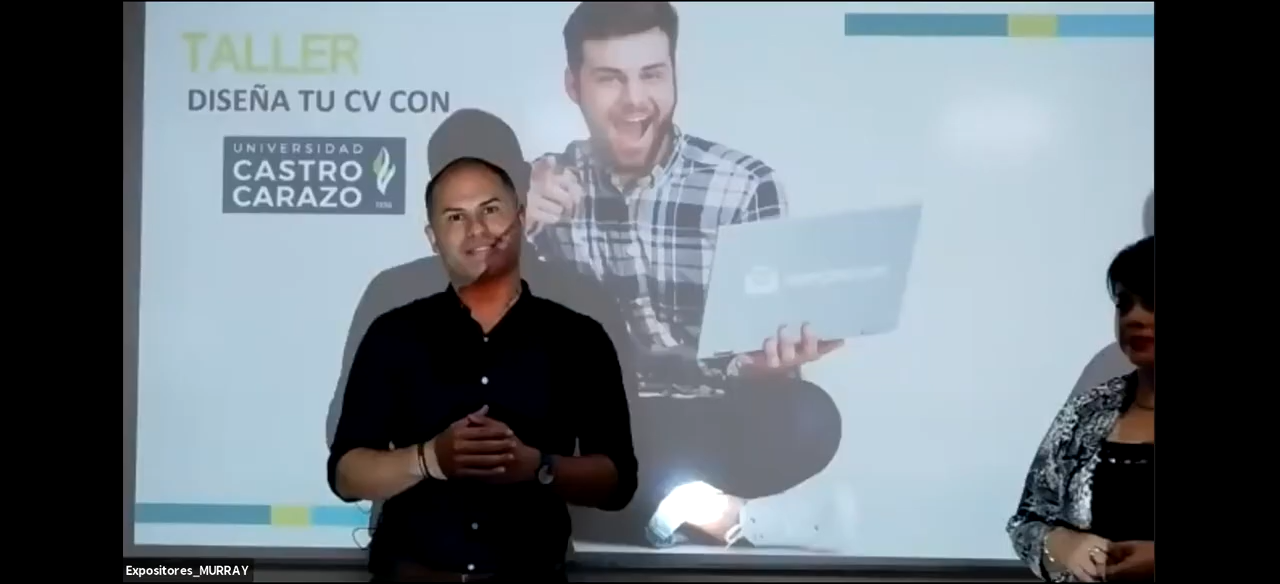 TALLER
DISEÑA TU CV CON
UNIVERSIDAD
CASTRO
CARAZO
Expositores_MURRAY